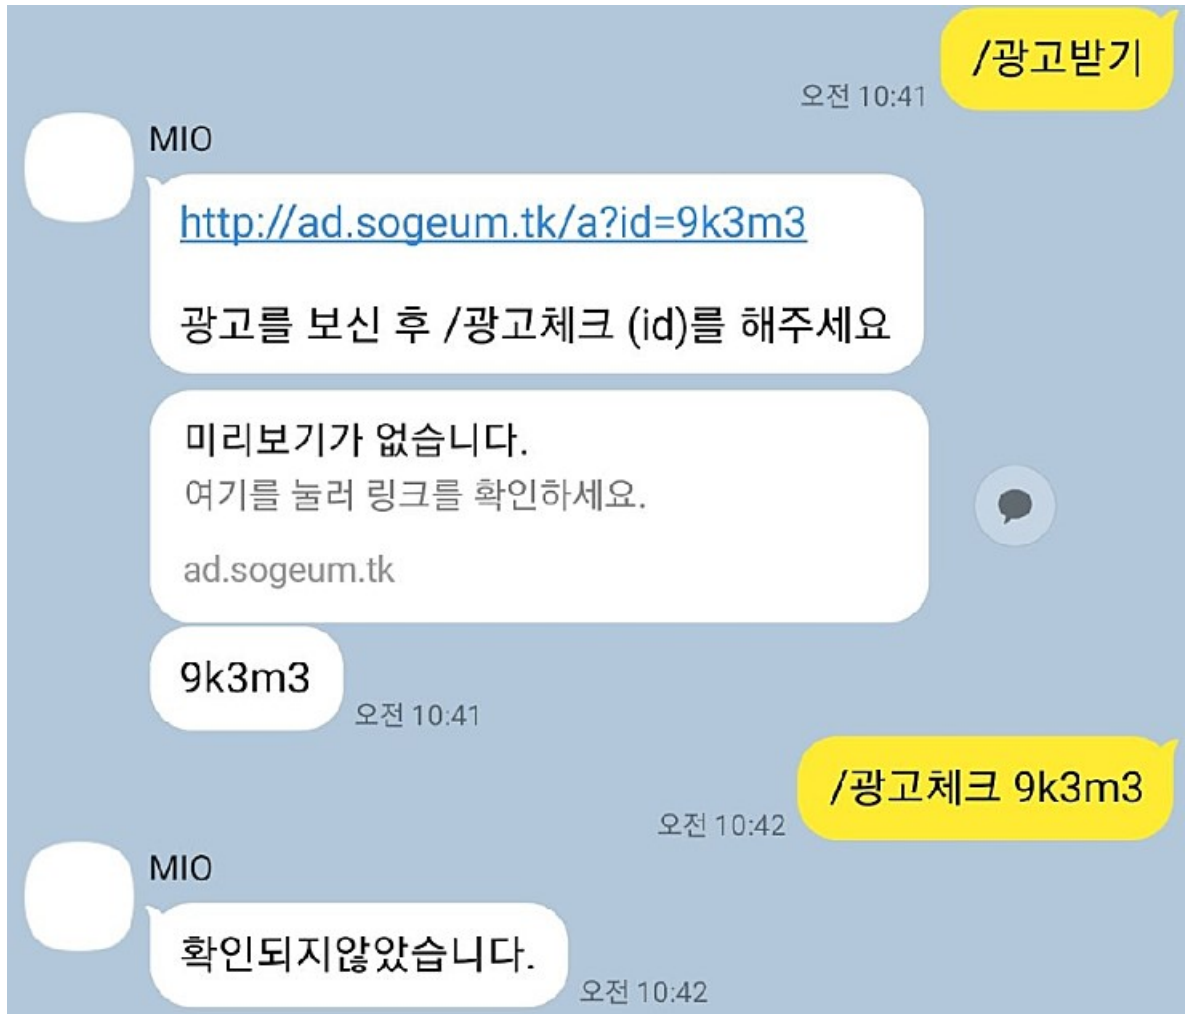 /광고받기
오전 10:41
MIO
http://ad.sogeum.tk/a?id=9k3m3
광고를 보신 후 /광고체크 (id)를 해주세요
미리보기가 없습니다.
여기를 눌러 링크를 확인하세요.
ad.sogeum.tk
9k3m3
오전 10:41
/광고체크 9k3m3
오전 10:42
MIO
확인되지않았습니다.
오전 10:42